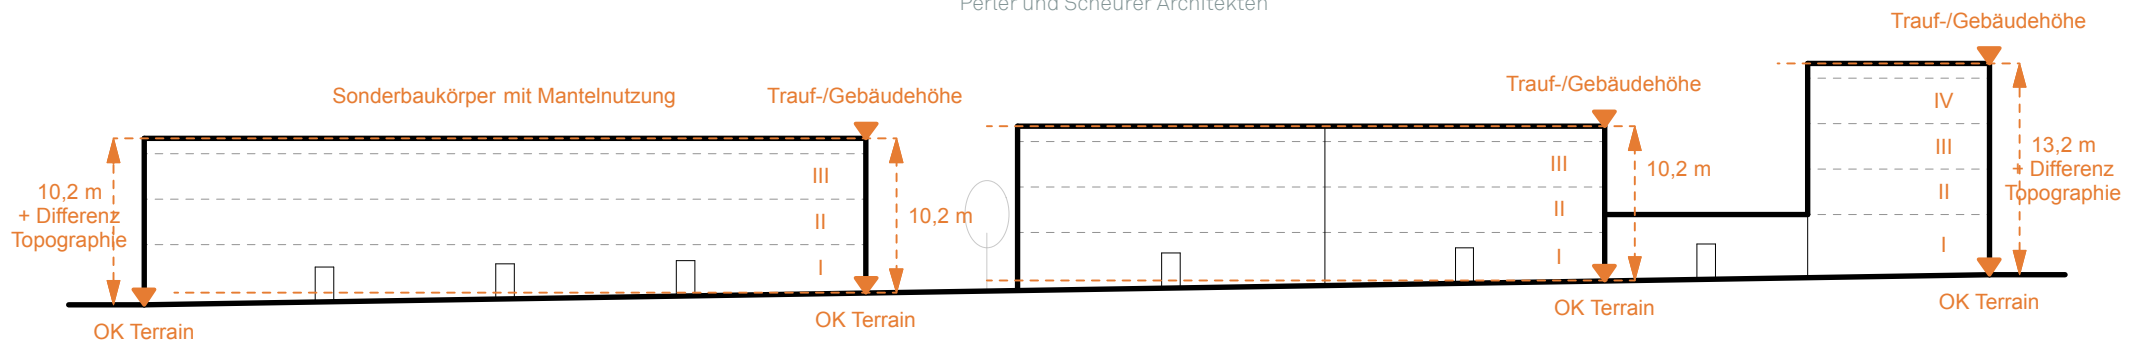 Perler und Scheurer Architekten
Trauf-/Gebäudehöhe
Trauf-/Gebäudehöhe
Sonderbaukörper mit Mantelnutzung
Trauf-/Gebäudehöhe
IV
III
II
I
13,2 m
+ Differenz
Topographie
III
II
I
10,2 m
III
II
I
10,2 m
10,2 m
+ Differenz
Topographie
OK Terrain
OK Terrain
OK Terrain
OK Terrain